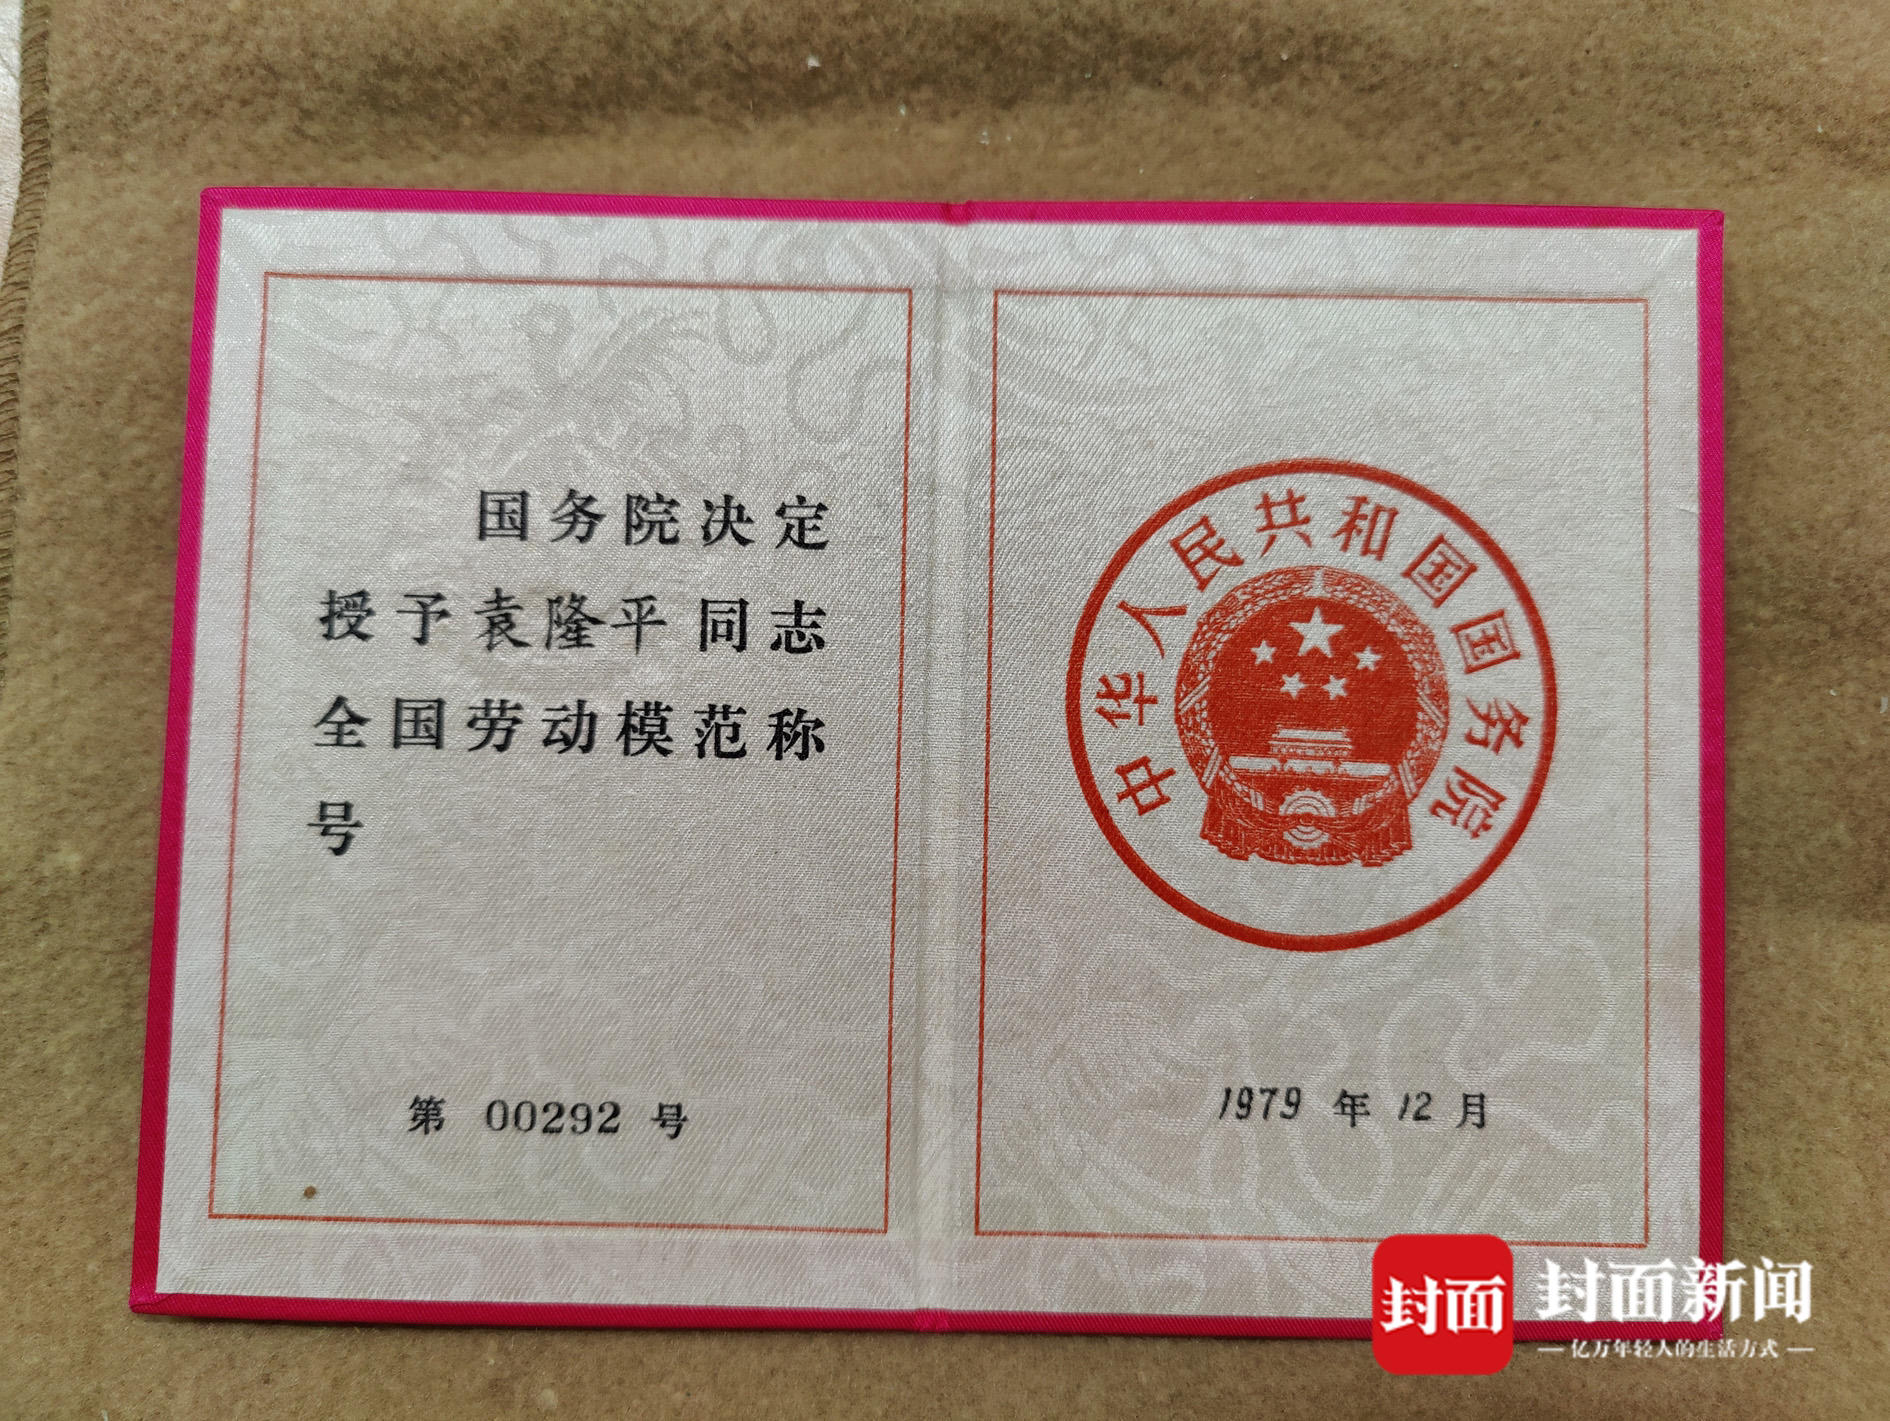 国务院决定
授予袁隆平同志
全国劳动模范称
号
第 00292 号
中华人民共和国国务院
1979 年 12 月
封面
封面新闻
亿万年轻人的生活方式